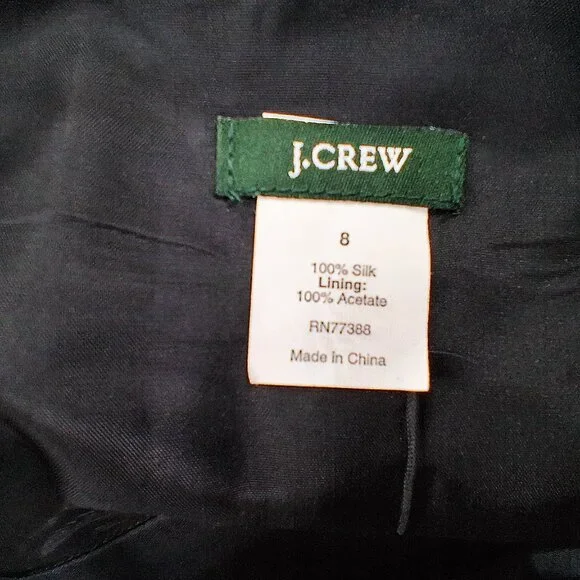 J.CREW
8
100% Silk
Lining:
100% Acetate
RN77388
Made in China